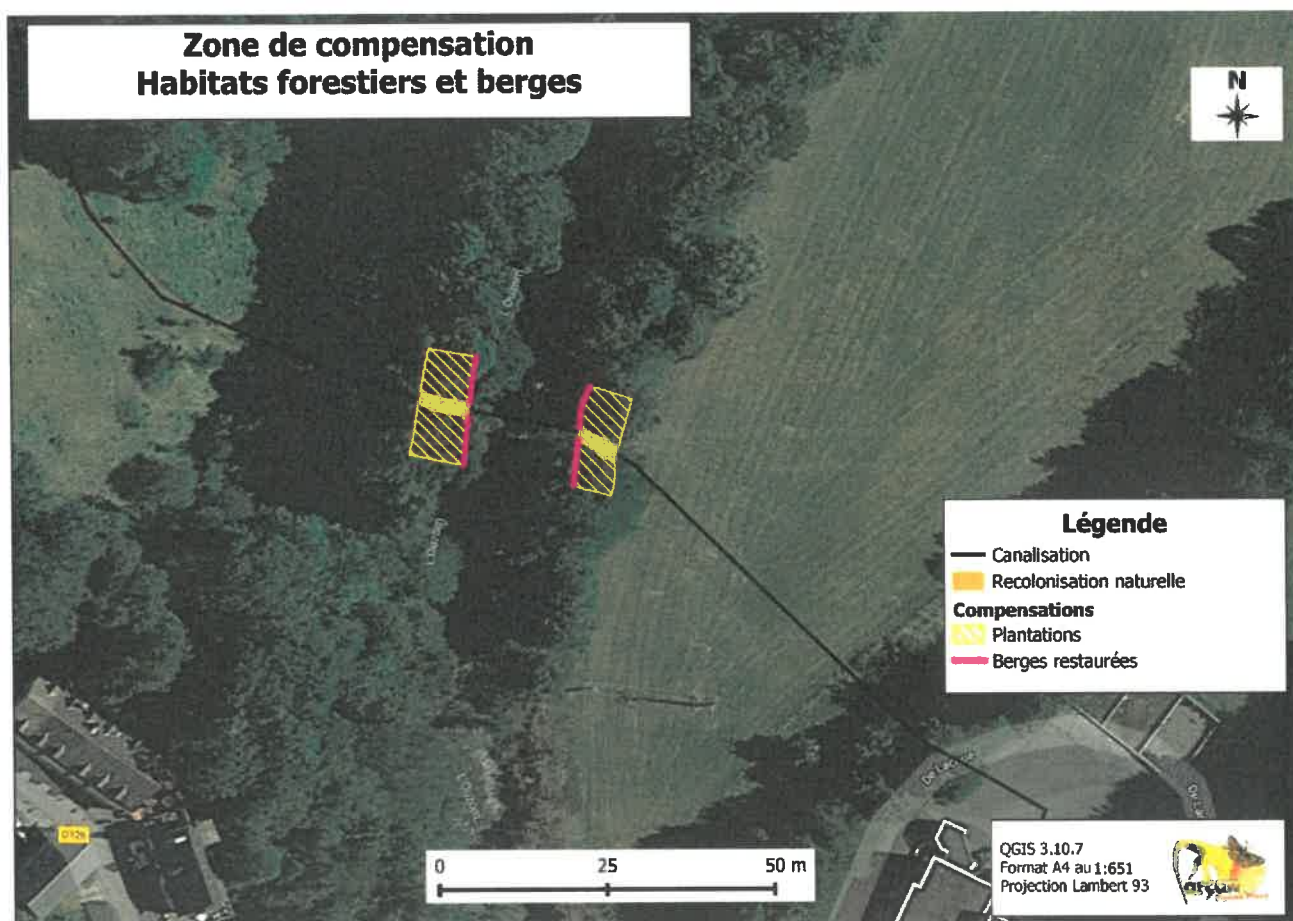 Zone de compensation
Habitats forestiers et berges
N
L'Ousson
Légende
Canalisation
Recolonisation naturelle
Compensations
Plantations
Berges restaurées
D126
0
25
50 m
QGIS 3.10.7
Format A4 au 1:651
Projection Lambert 93